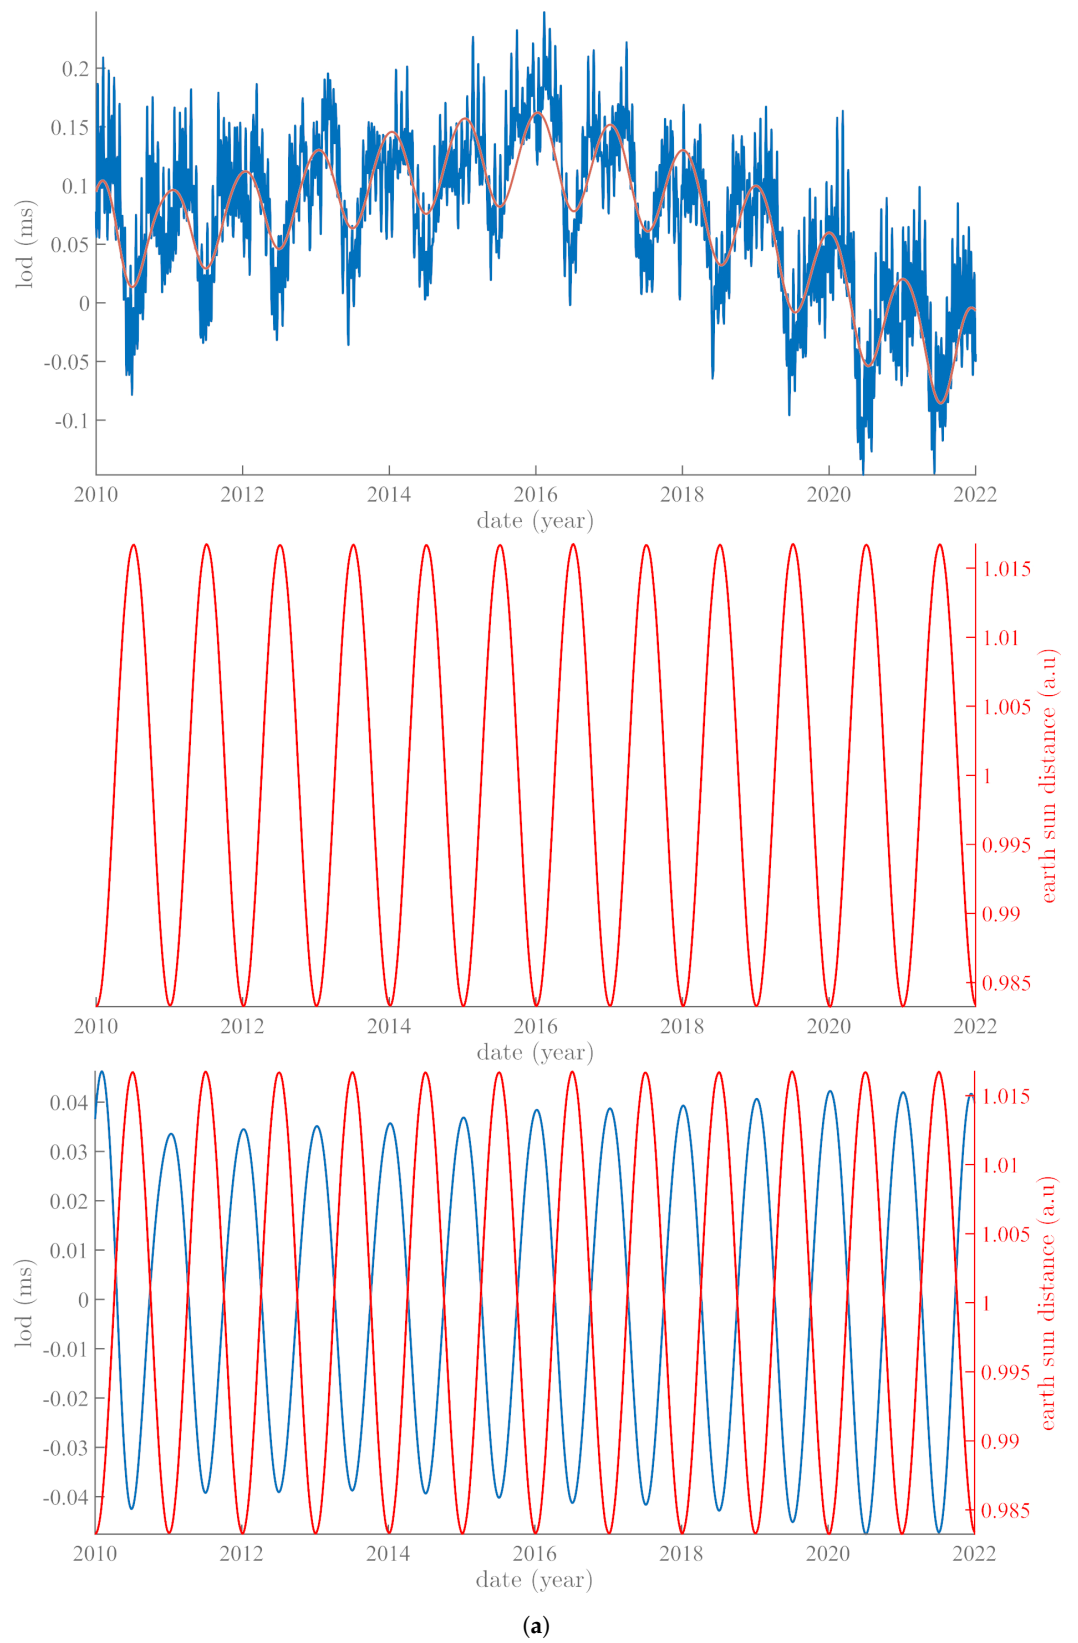 0.2
0.15
0.1
0.05
0
-0.05
-0.1
lod (ms)
2010 2012 2014 2016 2018 2020 2022
date (year)
1.015
1.01
1.005
1
0.995
0.99
0.985
earth sun distance (a.u)
2010 2012 2014 2016 2018 2020 2022
date (year)
0.04
0.03
0.02
0.01
0
-0.01
-0.02
-0.03
-0.04
lod (ms)
1.015
1.01
1.005
1
0.995
0.99
0.985
earth sun distance (a.u)
2010 2012 2014 2016 2018 2020 2022
date (year)
(a)